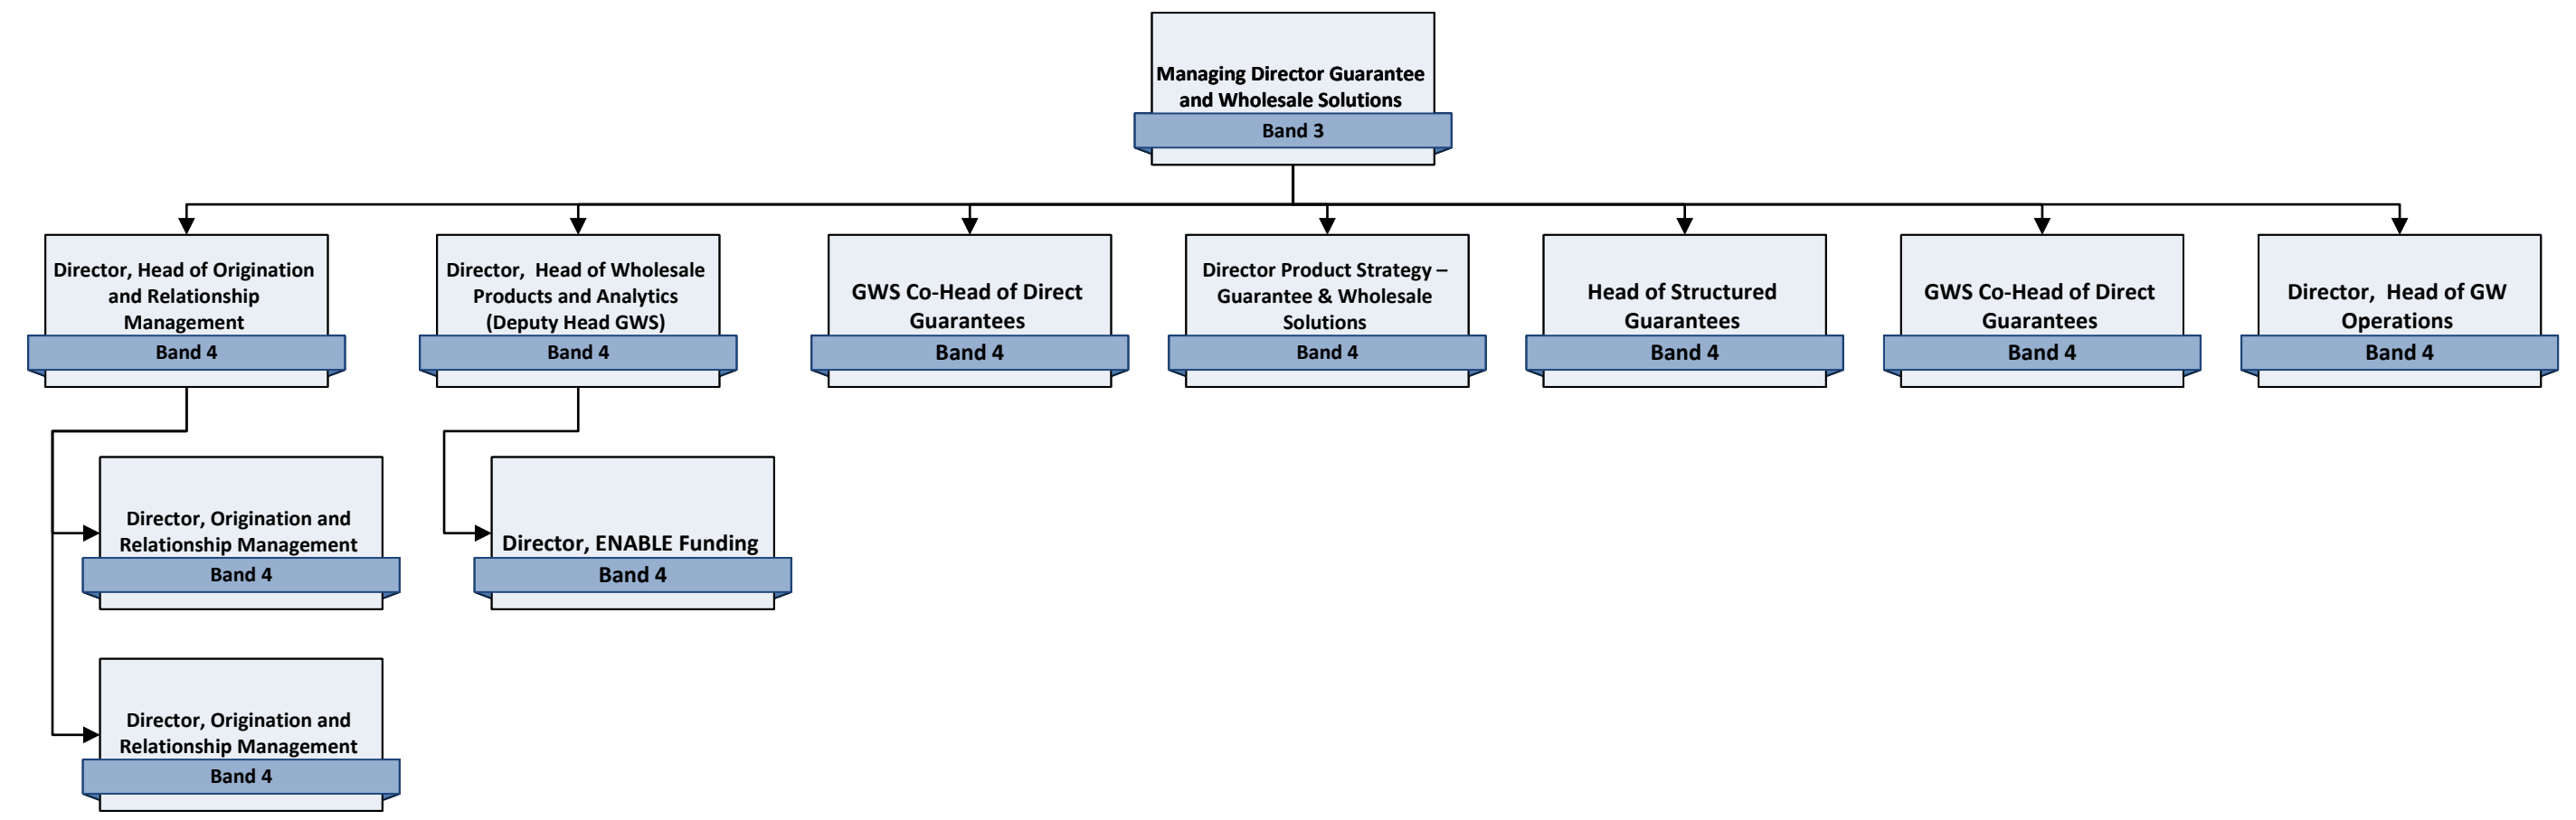 Managing Director Guarantee
and Wholesale Solutions
Band 3
Director, Head of Origination
and Relationship
Management
Band 4
Director, Head of Wholesale
Products and Analytics
(Deputy Head GWS)
Band 4
GWS Co-Head of Direct
Guarantees
Band 4
Director Product Strategy –
Guarantee & Wholesale
Solutions
Band 4
Head of Structured
Guarantees
Band 4
GWS Co-Head of Direct
Guarantees
Band 4
Director, Head of GW
Operations
Band 4
Director, Origination and
Relationship Management
Band 4
Director, ENABLE Funding
Band 4
Director, Origination and
Relationship Management
Band 4